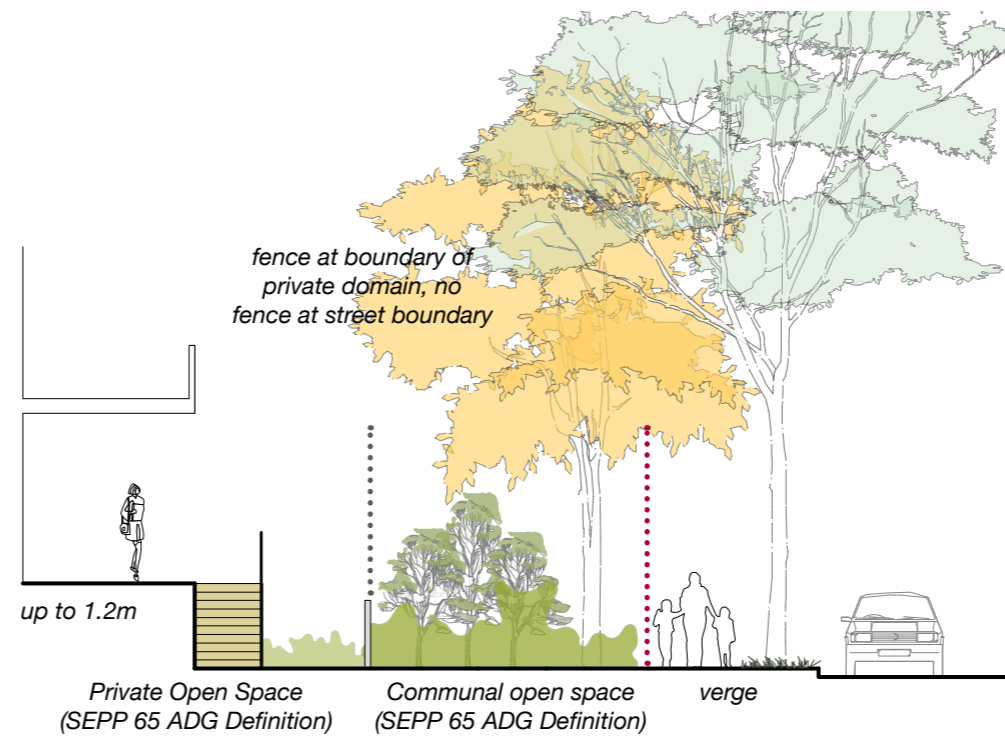 fence at boundary of
private domain, no
fence at street boundary
up to 1.2m
Private Open Space
(SEPP 65 ADG Definition)
Communal open space
(SEPP 65 ADG Definition)
verge